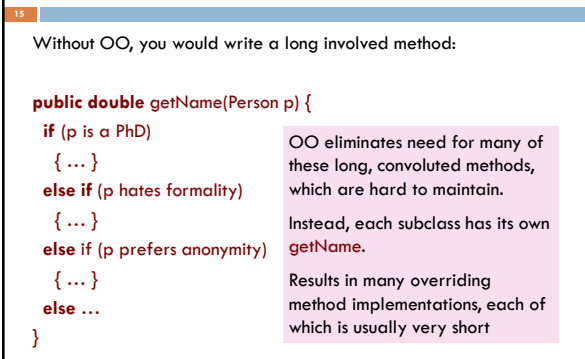 15
Without OO, you would write a long involved method:
public double getName(Person p) {
if (p is a PhD)
{ … }
else if (p hates formality)
{ … }
else if (p prefers anonymity)
{ … }
else …
}
OO eliminates need for many of
these long, convoluted methods,
which are hard to maintain.
Instead, each subclass has its own
getName.
Results in many overriding
method implementations, each of
which is usually very short